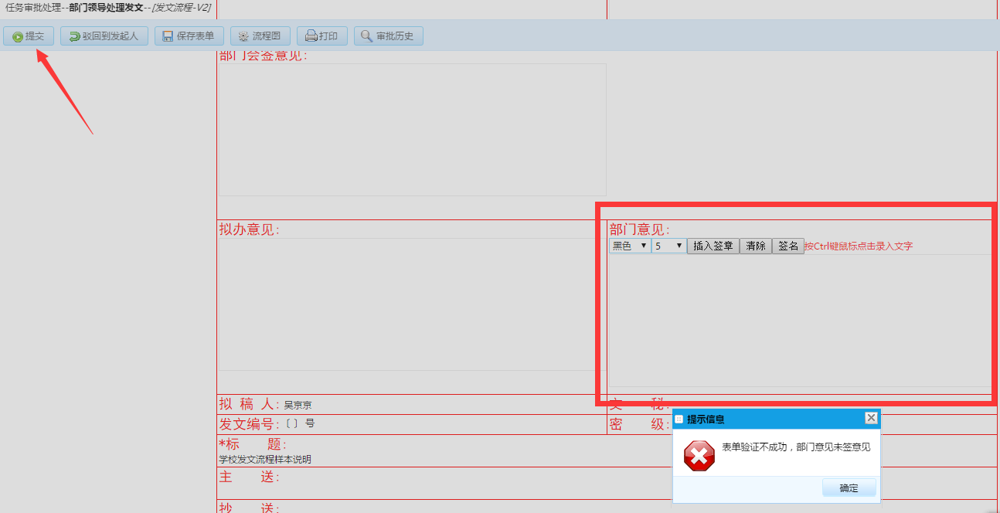 任务审批处理--部门领导处理发文--[发文流程-V2]
提交 驳回到发起人 保存表单 流程图 打印 审批历史
部门会签意见:
拟办意见: 部门意见:
黑色 5 插入签章 清除 签名 按Ctrl键鼠标点击录入文字
拟 稿 人: 吴京京 文 秘:
发文编号:〔 〕 号 密 级:
提示信息
*标 题:
表单验证不成功，部门意见未签意见
学校发文流程样本说明
主 送:
确定
抄 送: